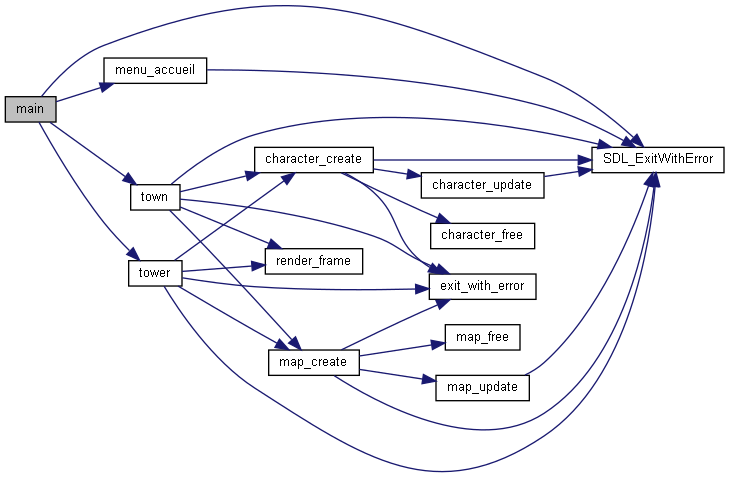 main
menu_accueil
town
tower
character_create
render_frame
map_create
character_update
character_free
exit_with_error
map_free
map_update
SDL_ExitWithError